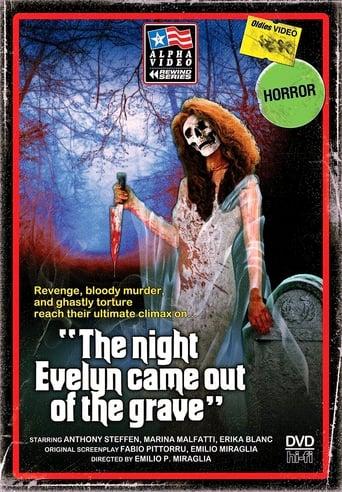 ALPHA
VIDEO
REWIND
SERIES
Oldies VIDEO
HORROR
Revenge, bloody murder,
and ghastly torture
reach their ultimate climax on...
"The night
Evelyn came out
of the grave"
STARRING ANTHONY STEFFEN, MARINA MALFATTI, ERIKA BLANC
ORIGINAL SCREENPLAY FABIO PITTORRU, EMILIO MIRAGLIA
DIRECTED BY EMILIO P. MIRAGLIA
DVD
hi-fi